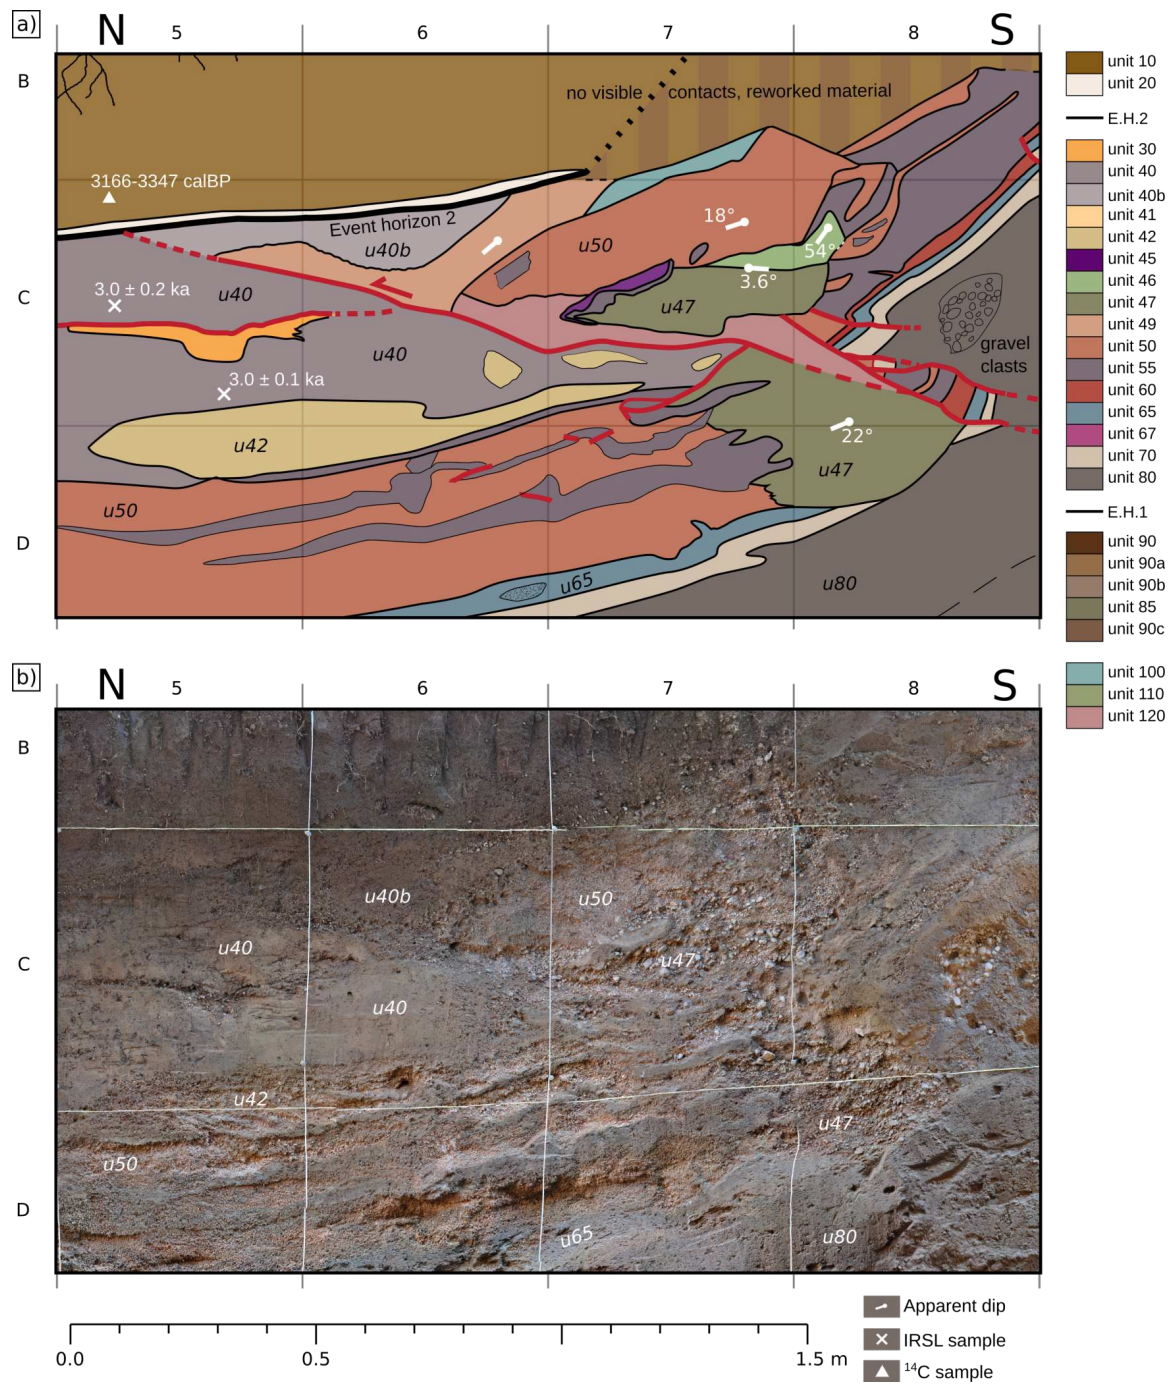 a)
N 5 6 7 8 S
B
no visible contacts, reworked material
3166-3347 calBP
Event horizon 2
u40b
18°
u50
54°
C
3.0 ± 0.2 ka
u40
3.6°
u47
gravel
clasts
u40
3.0 ± 0.1 ka
u42
22°
u47
u50
D
u65
u80
unit 10
unit 20
E.H.2
unit 30
unit 40
unit 40b
unit 41
unit 42
unit 45
unit 46
unit 47
unit 49
unit 50
unit 55
unit 60
unit 65
unit 67
unit 70
unit 80
E.H.1
unit 90
unit 90a
unit 90b
unit 85
unit 90c
unit 100
unit 110
unit 120
b)
N 5 6 7 8 S
B
u40b
u50
u40
C
u47
u40
u42
u47
u50
D
u65
u80
0.0 0.5 1.5 m
Apparent dip
IRSL sample
14C sample